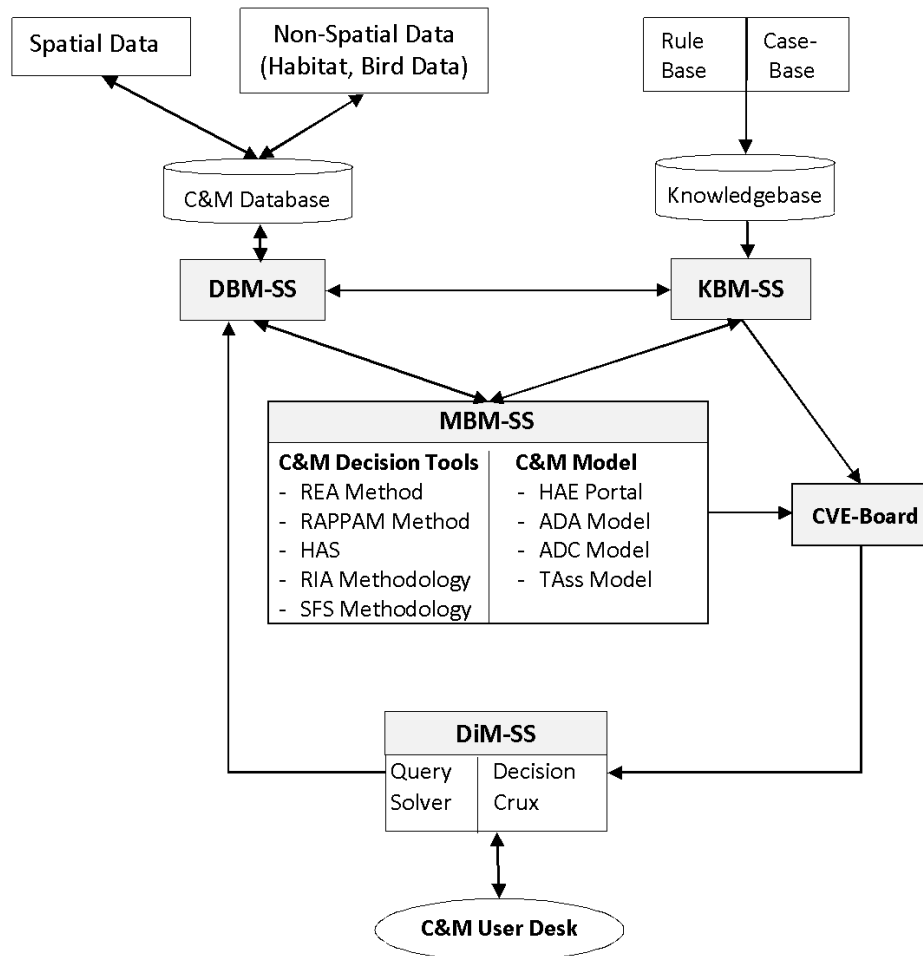 Spatial Data
Non-Spatial Data
(Habitat, Bird Data)
Rule
Base
Case-
Base
C&M Database
Knowledgebase
DBM-SS
KBM-SS
MBM-SS
C&M Decision Tools
- REA Method
- RAPPAM Method
- HAS
- RIA Methodology
- SFS Methodology
C&M Model
- HAE Portal
- ADA Model
- ADC Model
- TAss Model
CVE-Board
DiM-SS
Query
Solver
Decision
Crux
C&M User Desk